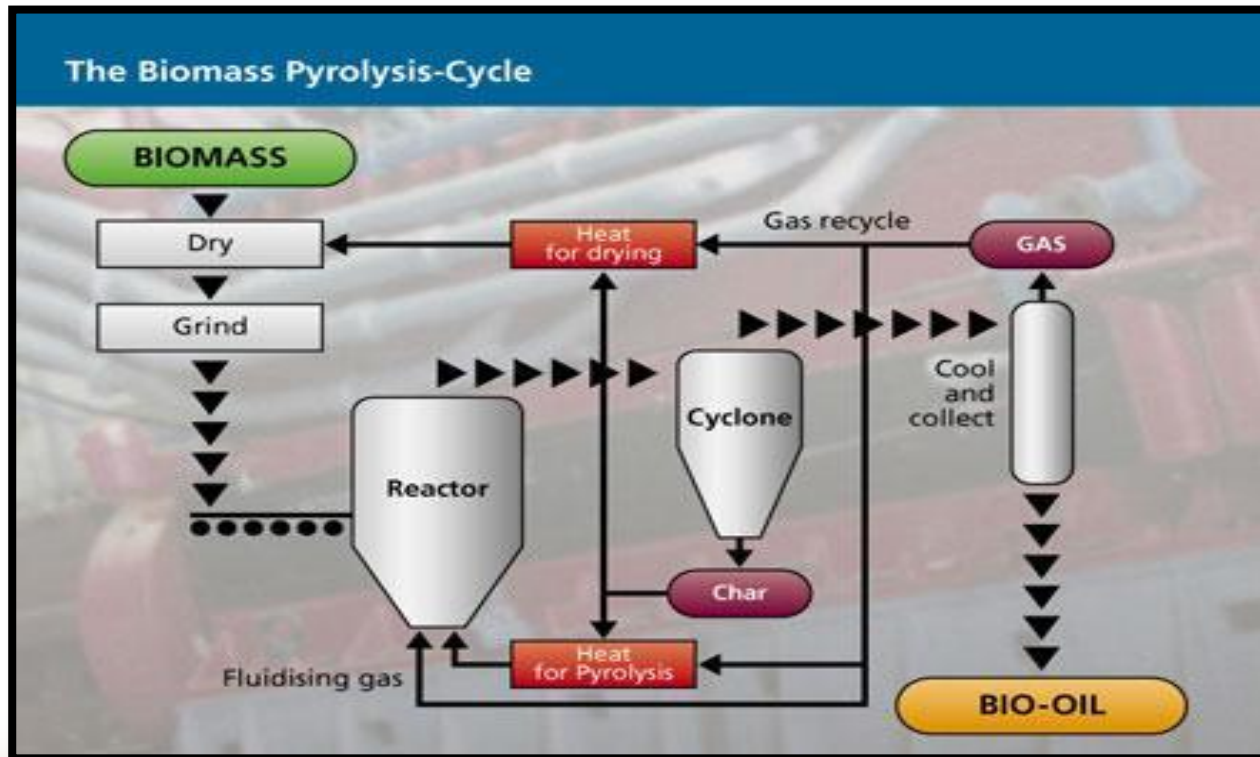 The Biomass Pyrolysis-Cycle
BIOMASS
Dry
Grind
Heat
for drying
Gas recycle
GAS
Cool
and
collect
Cyclone
Reactor
Char
Heat
for Pyrolysis
Fluidising gas
BIO-OIL